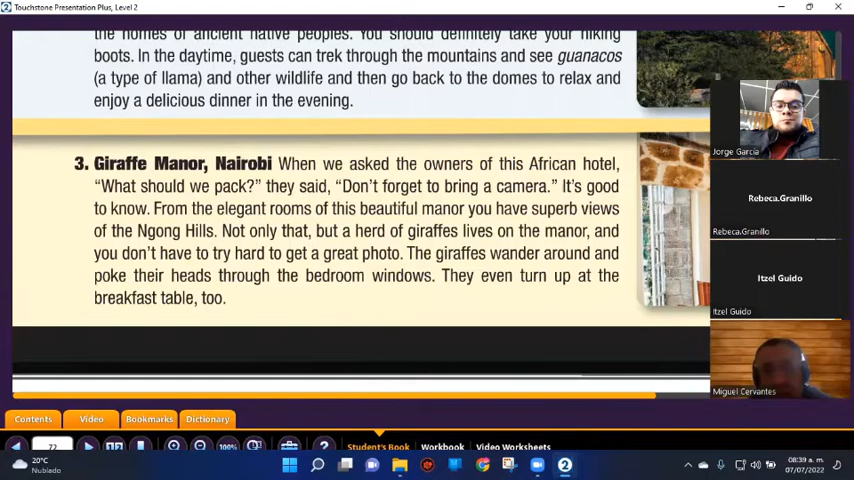 Touchstone Presentation Plus, Level 2
the homes of ancient native peoples. You should definitely take your hiking
boots. In the daytime, guests can trek through the mountains and see guanacos
(a type of llama) and other wildlife and then go back to the domes to relax and
enjoy a delicious dinner in the evening.
3. Giraffe Manor, Nairobi When we asked the owners of this African hotel,
“What should we pack?” they said, “Don’t forget to bring a camera.” It’s good
to know. From the elegant rooms of this beautiful manor you have superb views
of the Ngong Hills. Not only that, but a herd of giraffes lives on the manor, and
you don’t have to try hard to get a great photo. The giraffes wander around and
poke their heads through the bedroom windows. They even turn up at the
breakfast table, too.
Jorge García
Rebeca.Granillo
Rebeca.Granillo
Itzel Guido
Itzel Guido
Miguel Cervantes
Contents Video Bookmarks Dictionary
72 100% Student's Book Workbook Video Worksheets
20°C
Nublado
08:39 a. m.
07/07/2022